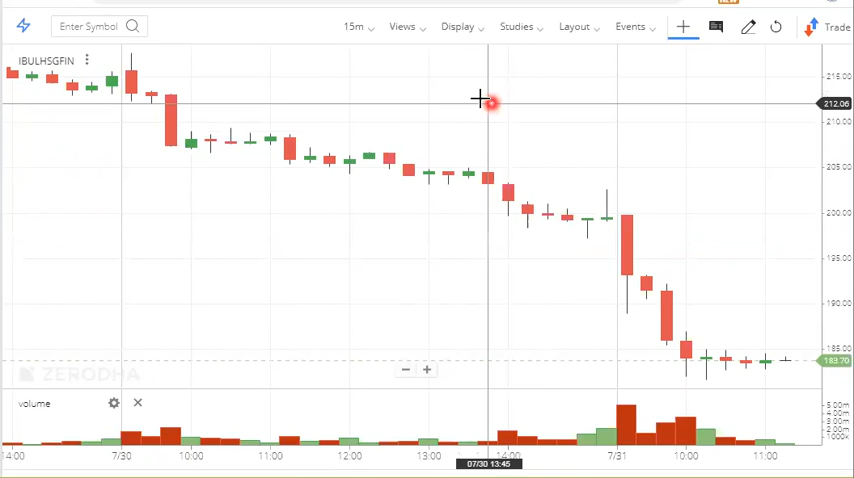 NEW
Enter Symbol 15m Views Display Studies Layout Events Trade
IBULHSGFIN
215.00
212.06
210.00
205.00
200.00
195.00
190.00
185.00
183.70
ZERODHA
volume
5.00m
4.00m
3.00m
2.00m
1000k
14:00 7/30 10:00 11:00 12:00 13:00 14:00 7/31 10:00 11:00
07/30 13:45